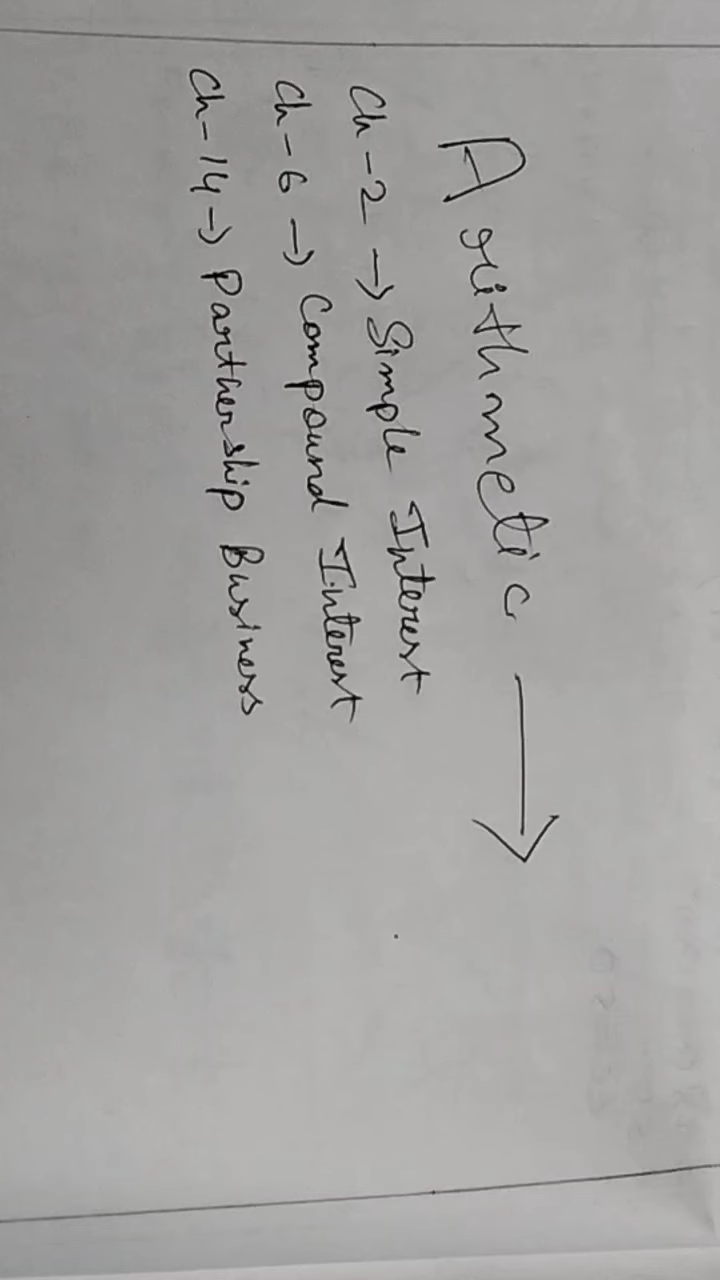 Arithmetic →
Ch-2 → Simple Interest
Ch-6 → Compound Interest
Ch-14 → Partnership Business